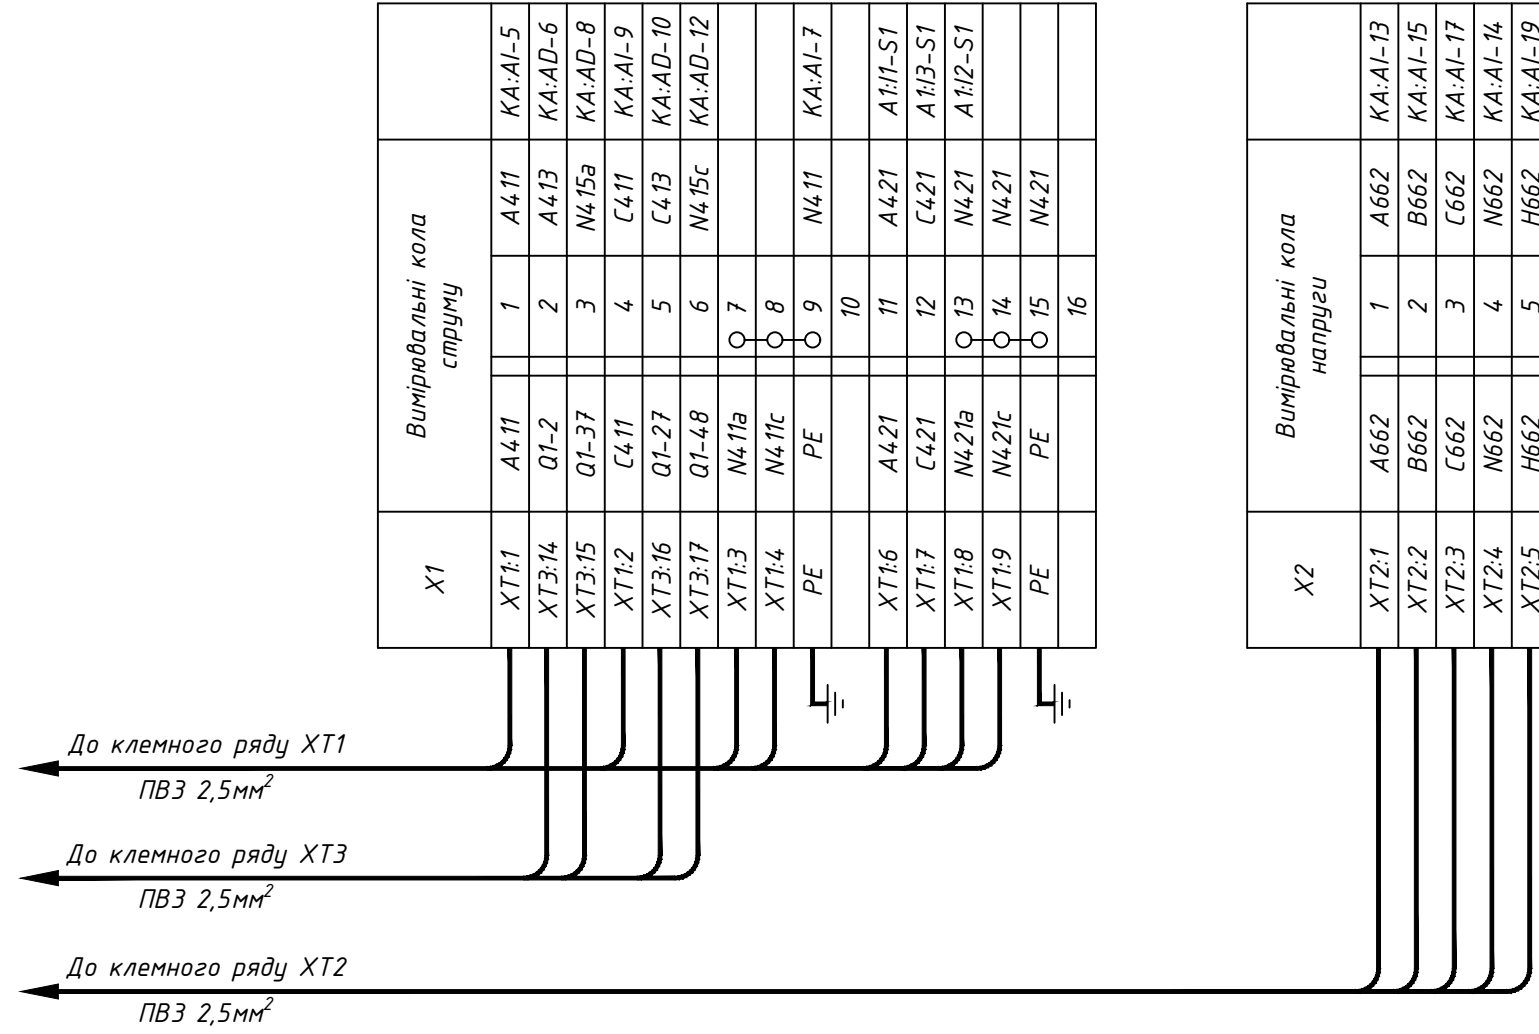 KA:AI-5
KA:AD-6
KA:AD-8
KA:AI-9
KA:AD-10
KA:AD-12
KA:AI-7
A1:I1-S1
A1:I3-S1
A1:I2-S1
Вимірювальні кола
струму
A411
A413
N415a
C411
C413
N415c
N411
A421
C421
N421
N421
N421
1
2
3
4
5
6
7
8
9
10
11
12
13
14
15
16
A411
Q1-2
Q1-37
C411
Q1-27
Q1-48
N411a
N411c
PE
A421
C421
N421a
N421c
PE
X1
XT1:1
XT3:14
XT3:15
XT1:2
XT3:16
XT3:17
XT1:3
XT1:4
PE
XT1:6
XT1:7
XT1:8
XT1:9
PE
KA:AI-13
KA:AI-15
KA:AI-17
KA:AI-14
KA:AI-19
Вимірювальні кола
напруги
A662
B662
C662
N662
H662
1
2
3
4
5
A662
B662
C662
N662
H662
X2
XT2:1
XT2:2
XT2:3
XT2:4
XT2:5
До клемного ряду XT1
ПВЗ 2,5мм²
До клемного ряду XT3
ПВЗ 2,5мм²
До клемного ряду XT2
ПВЗ 2,5мм²